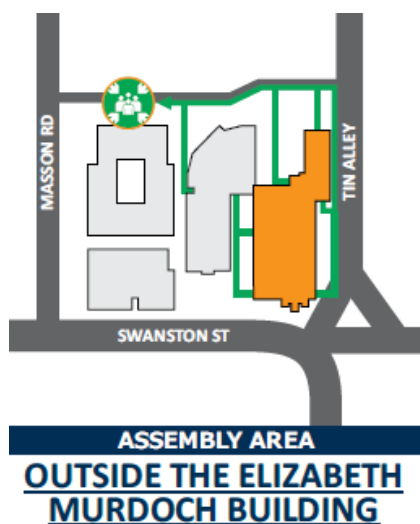 MASSON RD
TIN ALLEY
SWANSTON ST
ASSEMBLY AREA
OUTSIDE THE ELIZABETH
MURDOCH BUILDING